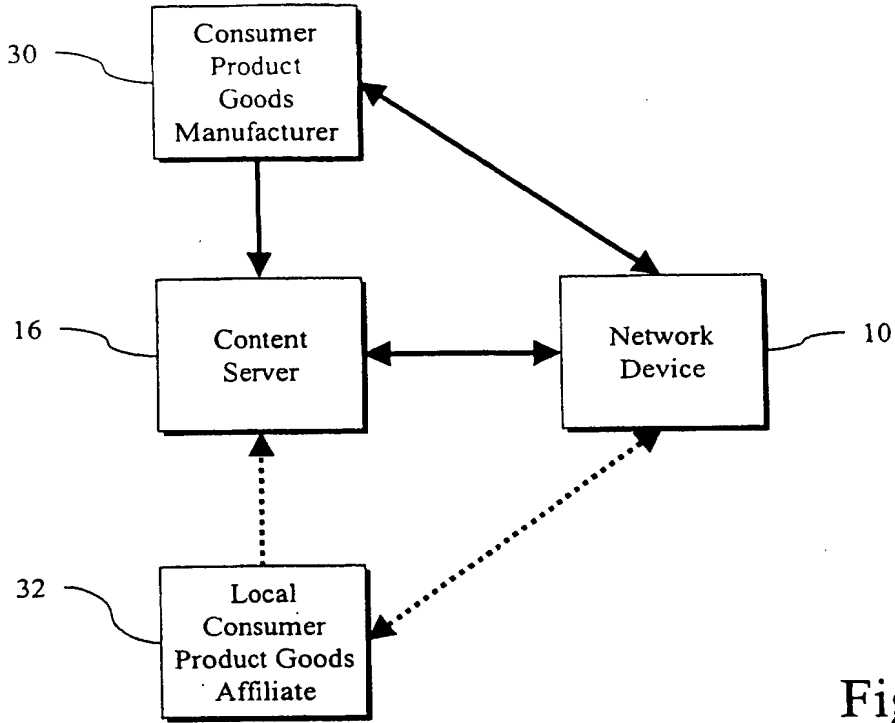 30
Consumer
Product
Goods
Manufacturer
16
Content
Server
Network
Device
10
32
Local
Consumer
Product Goods
Affiliate